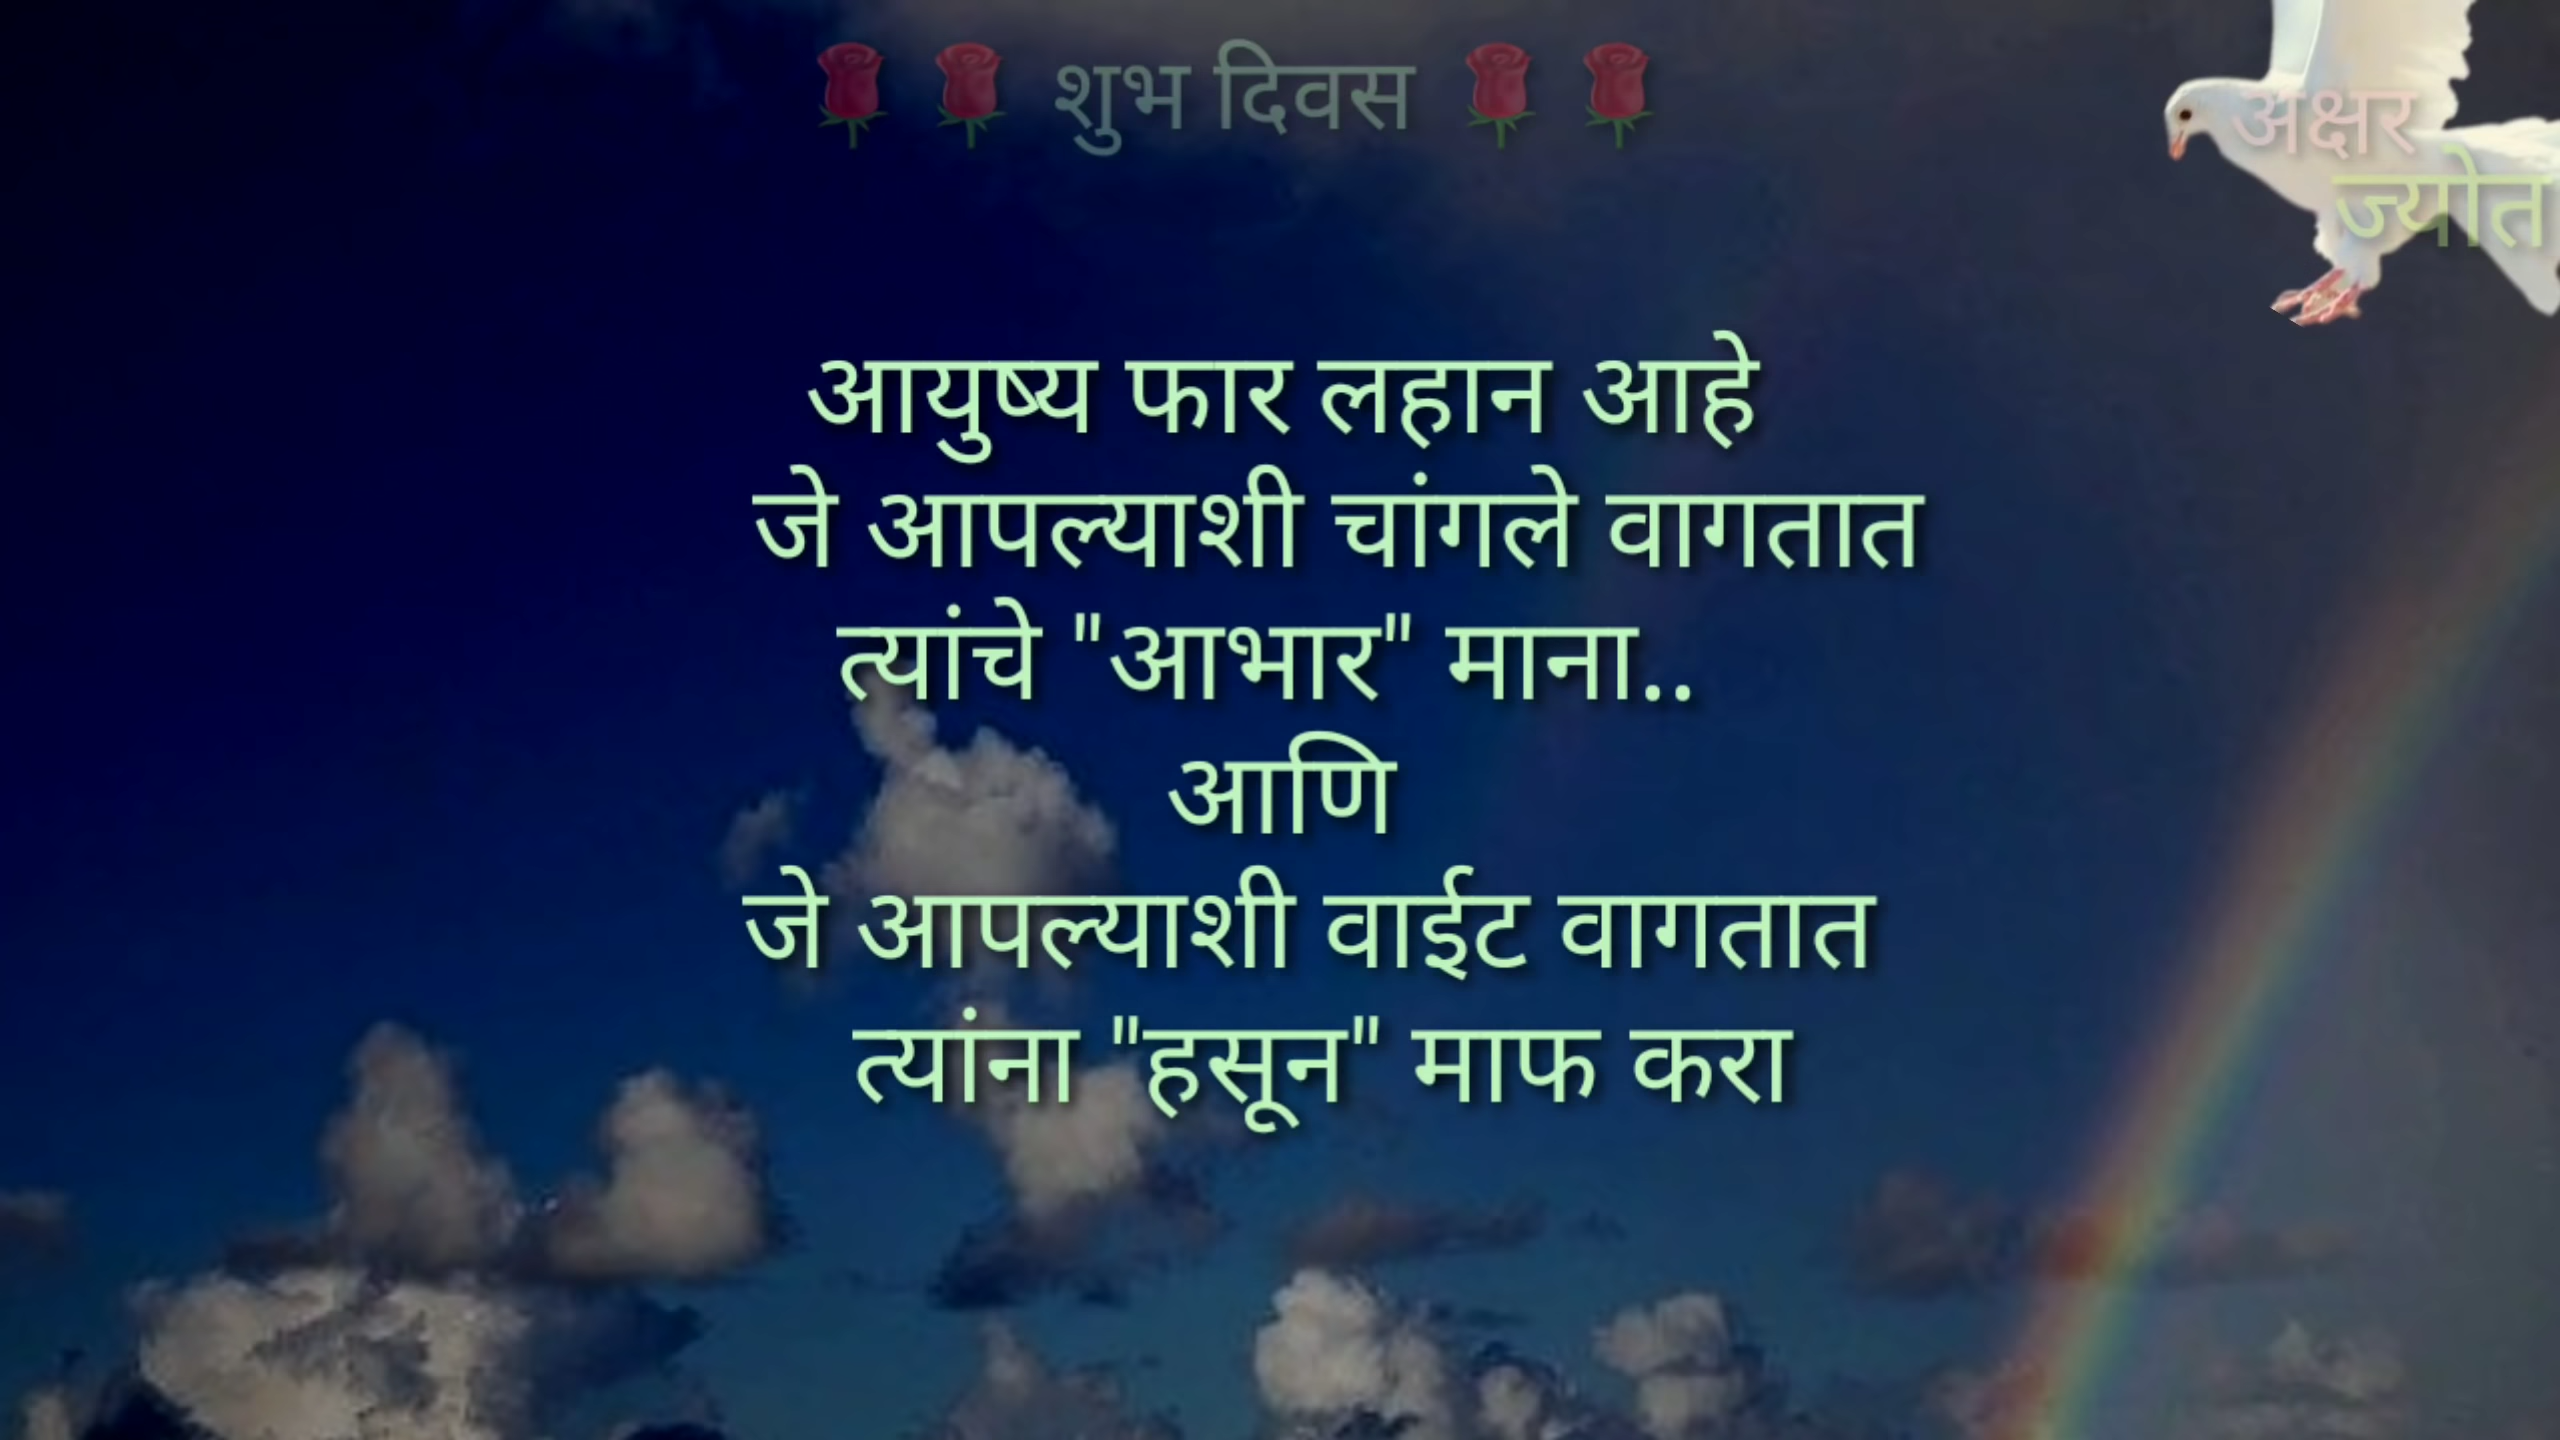 🌹🌹 शुभ दिवस 🌹🌹
अक्षर
ज्योत
आयुष्य फार लहान आहे
जे आपल्याशी चांगले वागतात
त्यांचे "आभार" माना..
आणि
जे आपल्याशी वाईट वागतात
त्यांना "हसून" माफ करा